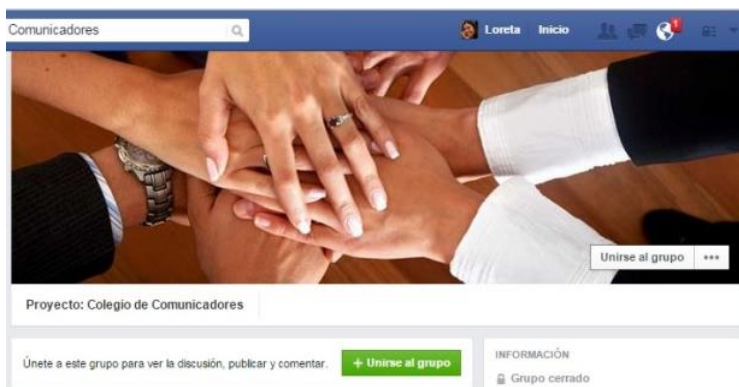 Comunicadores
Loreta Inicio
1
Unirse al grupo
Proyecto: Colegio de Comunicadores
Únete a este grupo para ver la discusión, publicar y comentar.
+ Unirse al grupo
INFORMACIÓN
Grupo cerrado